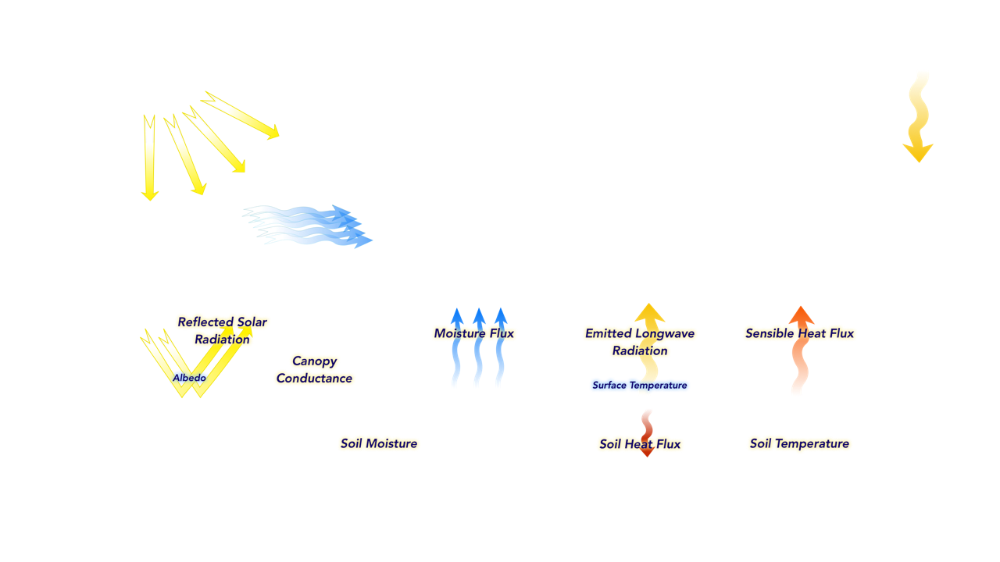 Reflected Solar
Radiation
Albedo
Canopy
Conductance
Moisture Flux
Emitted Longwave
Radiation
Surface Temperature
Sensible Heat Flux
Soil Moisture
Soil Heat Flux
Soil Temperature